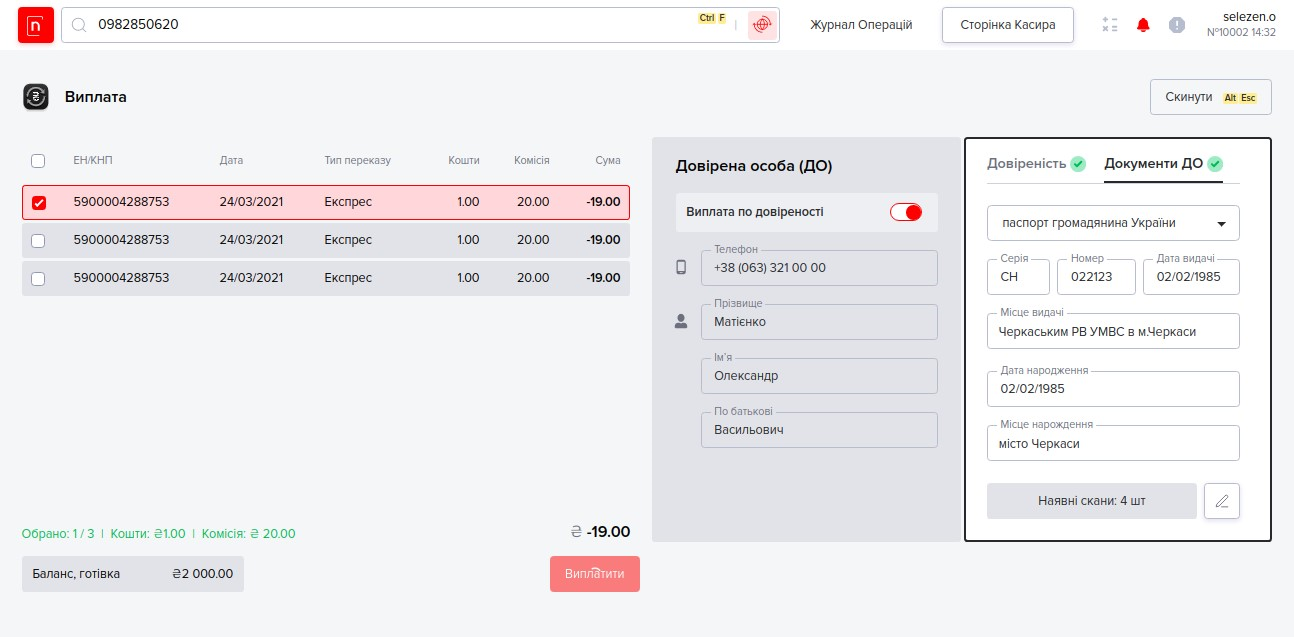 n
0982850620
Ctrl F
Журнал Операцій
Сторінка Касира
selezen.o
№10002 14:32
Виплата
Скинути Alt Esc
ЕН/КНП Дата Тип переказу Кошти Комісія Сума
5900004288753 24/03/2021 Експрес 1.00 20.00 -19.00
5900004288753 24/03/2021 Експрес 1.00 20.00 -19.00
5900004288753 24/03/2021 Експрес 1.00 20.00 -19.00
Обрано: 1 / 3 | Кошти: ₴1.00 | Комісія: ₴ 20.00
₴ -19.00
Баланс, готівка ₴2 000.00
Виплатити
Довірена особа (ДО)
Виплата по довіреності
Телефон
+38 (063) 321 00 00
Прізвище
Матієнко
Ім'я
Олександр
По батькові
Васильович
Довіреність Документи ДО
паспорт громадянина України
Серія Номер Дата видачі
СН 022123 02/02/1985
Місце видачі
Черкаським РВ УМВС в м.Черкаси
Дата народження
02/02/1985
Місце нарождення
місто Черкаси
Наявні скани: 4 шт